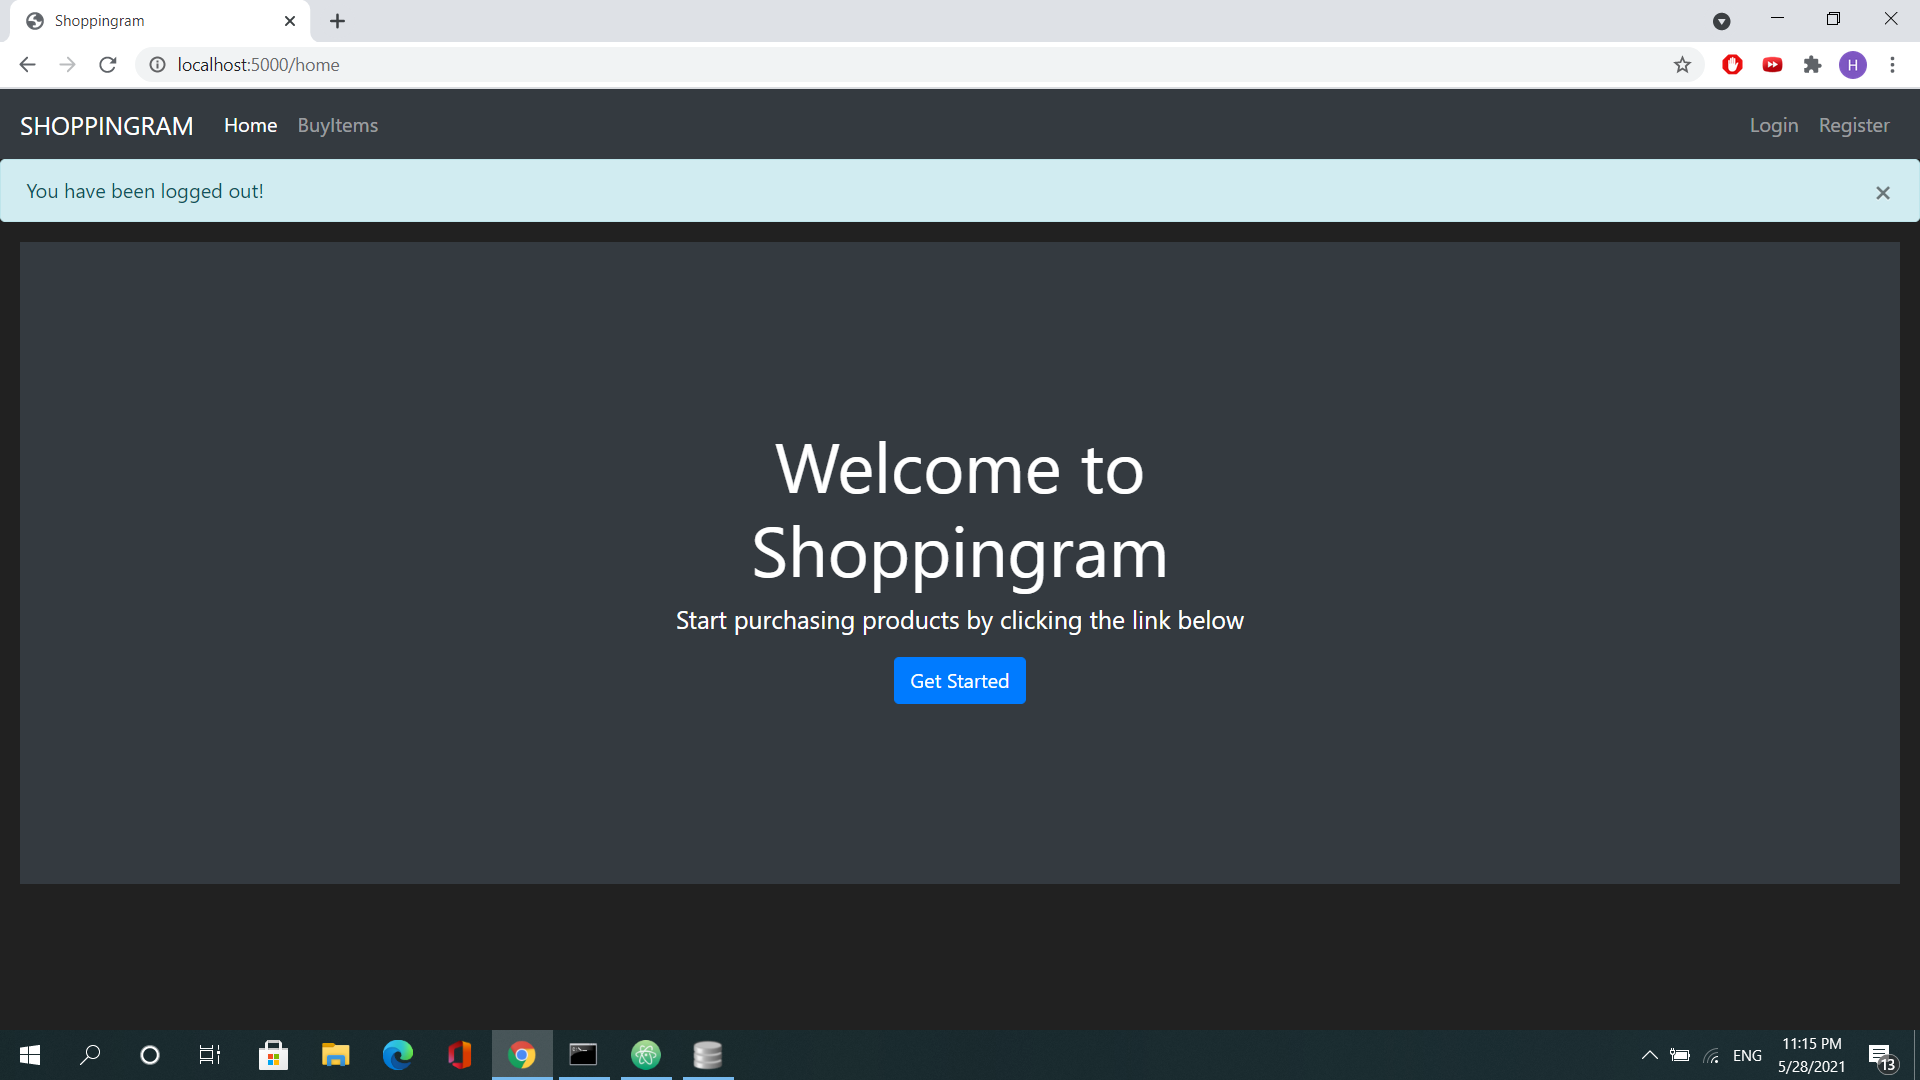 Shoppingram
localhost:5000/home
H
SHOPPINGRAM Home BuyItems Login Register
You have been logged out!
×
Welcome to
Shoppingram
Start purchasing products by clicking the link below
Get Started
ENG
11:15 PM
5/28/2021
13